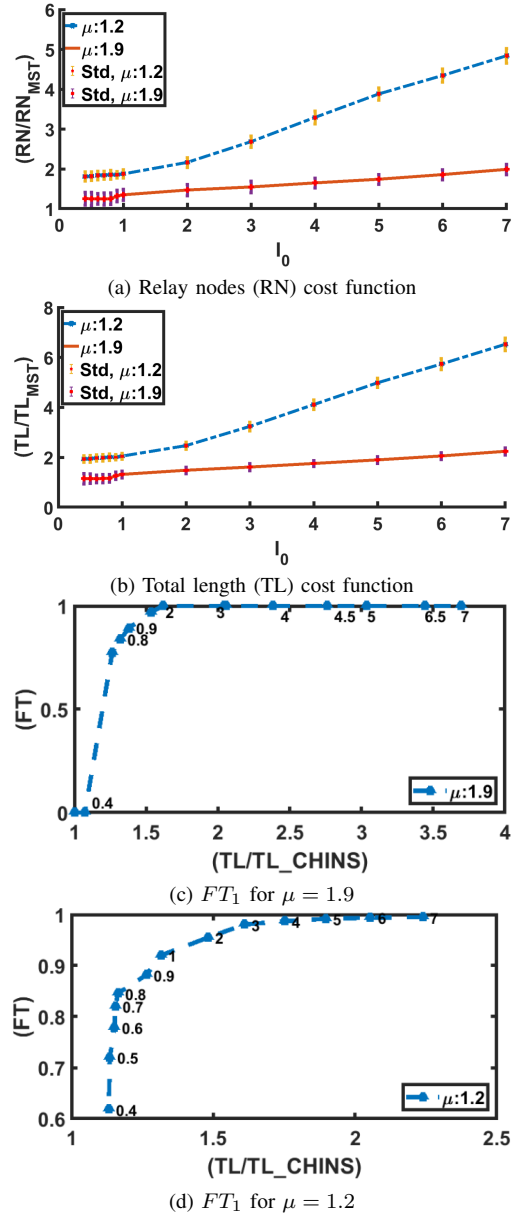 6
5
4
3
2
1
(RN/RN_MST)
μ:1.2
μ:1.9
Std, μ:1.2
Std, μ:1.9
0 1 2 3 4 5 6 7
I_0
(a) Relay nodes (RN) cost function
8
6
4
2
0
(TL/TL_MST)
μ:1.2
μ:1.9
Std, μ:1.2
Std, μ:1.9
0 1 2 3 4 5 6 7
I_0
(b) Total length (TL) cost function
1
0.5
0
(FT)
0.4
0.8
0.9
2 3 4 4.5 5 6.5 7
μ:1.9
1 1.5 2 2.5 3 3.5 4
(TL/TL_CHINS)
(c) FT_1 for μ = 1.9
1
0.9
0.8
0.7
0.6
(FT)
0.4
0.5
0.6
0.7
0.8
0.9
1
2
3 4 5 6 7
μ:1.2
1 1.5 2 2.5
(TL/TL_CHINS)
(d) FT_1 for μ = 1.2